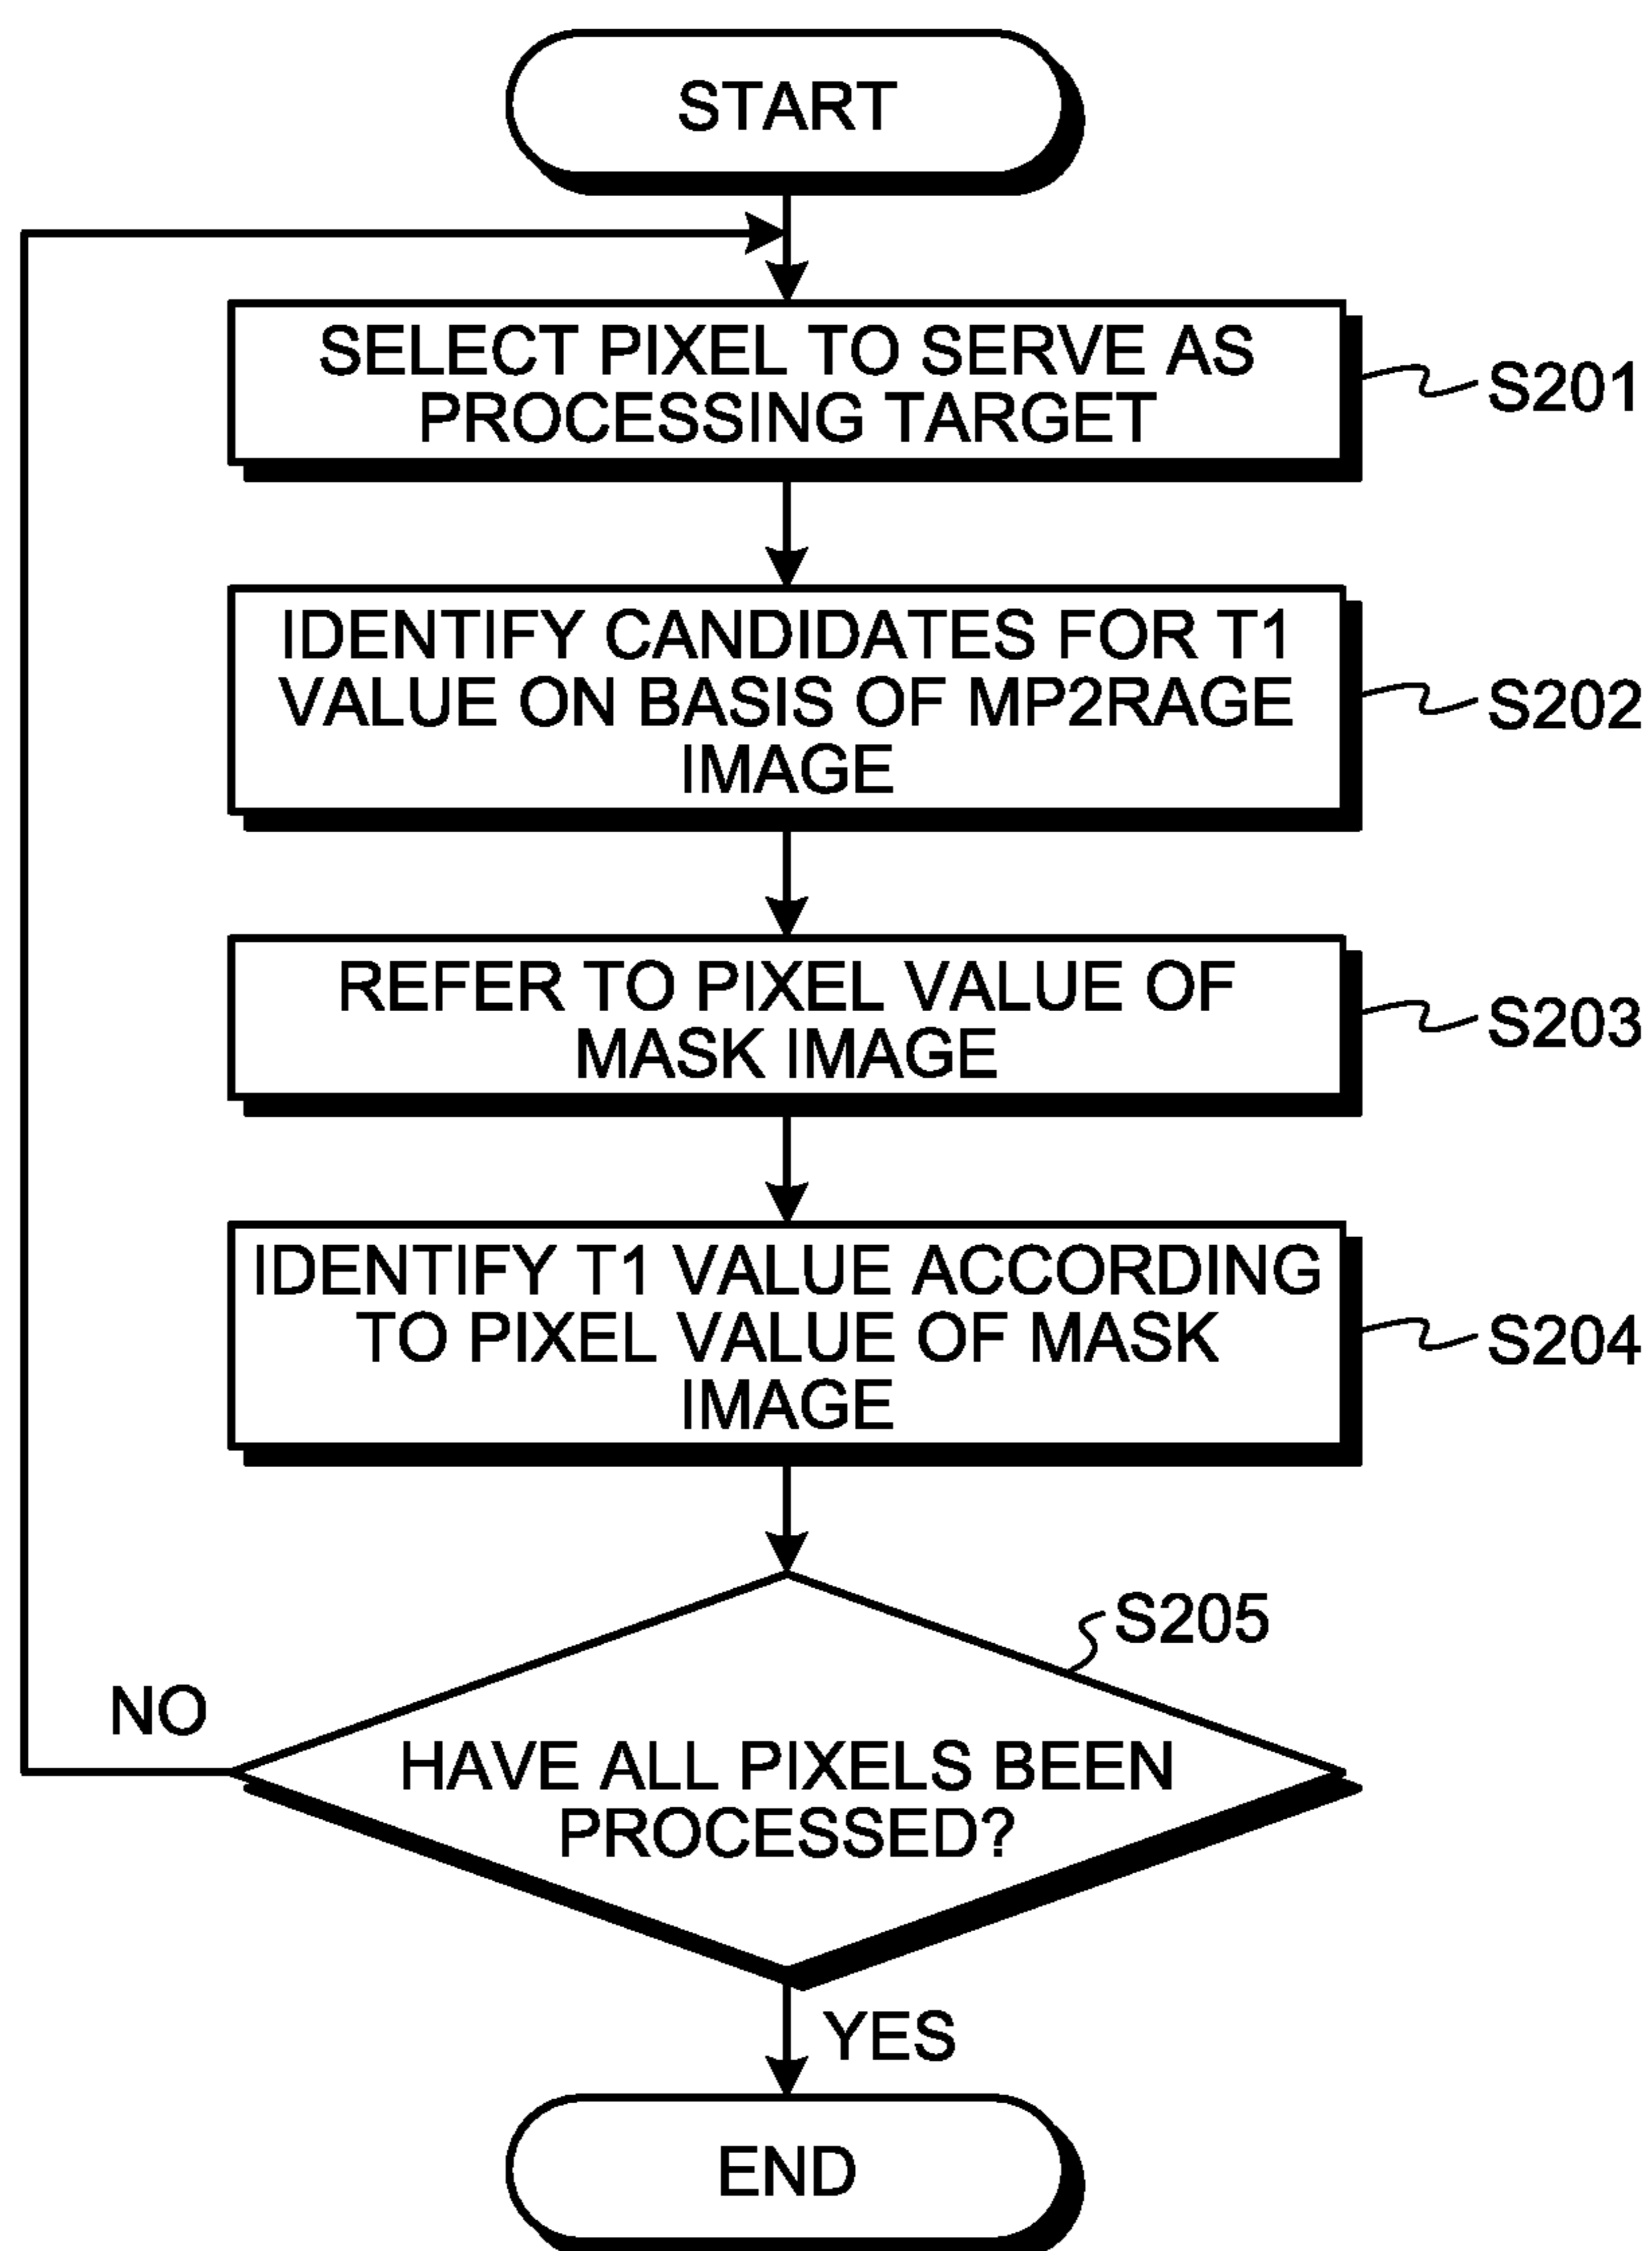 START
SELECT PIXEL TO SERVE AS
PROCESSING TARGET
S201
IDENTIFY CANDIDATES FOR T1
VALUE ON BASIS OF MP2RAGE
IMAGE
S202
REFER TO PIXEL VALUE OF
MASK IMAGE
S203
IDENTIFY T1 VALUE ACCORDING
TO PIXEL VALUE OF MASK
IMAGE
S204
S205
NO
HAVE ALL PIXELS BEEN
PROCESSED?
YES
END